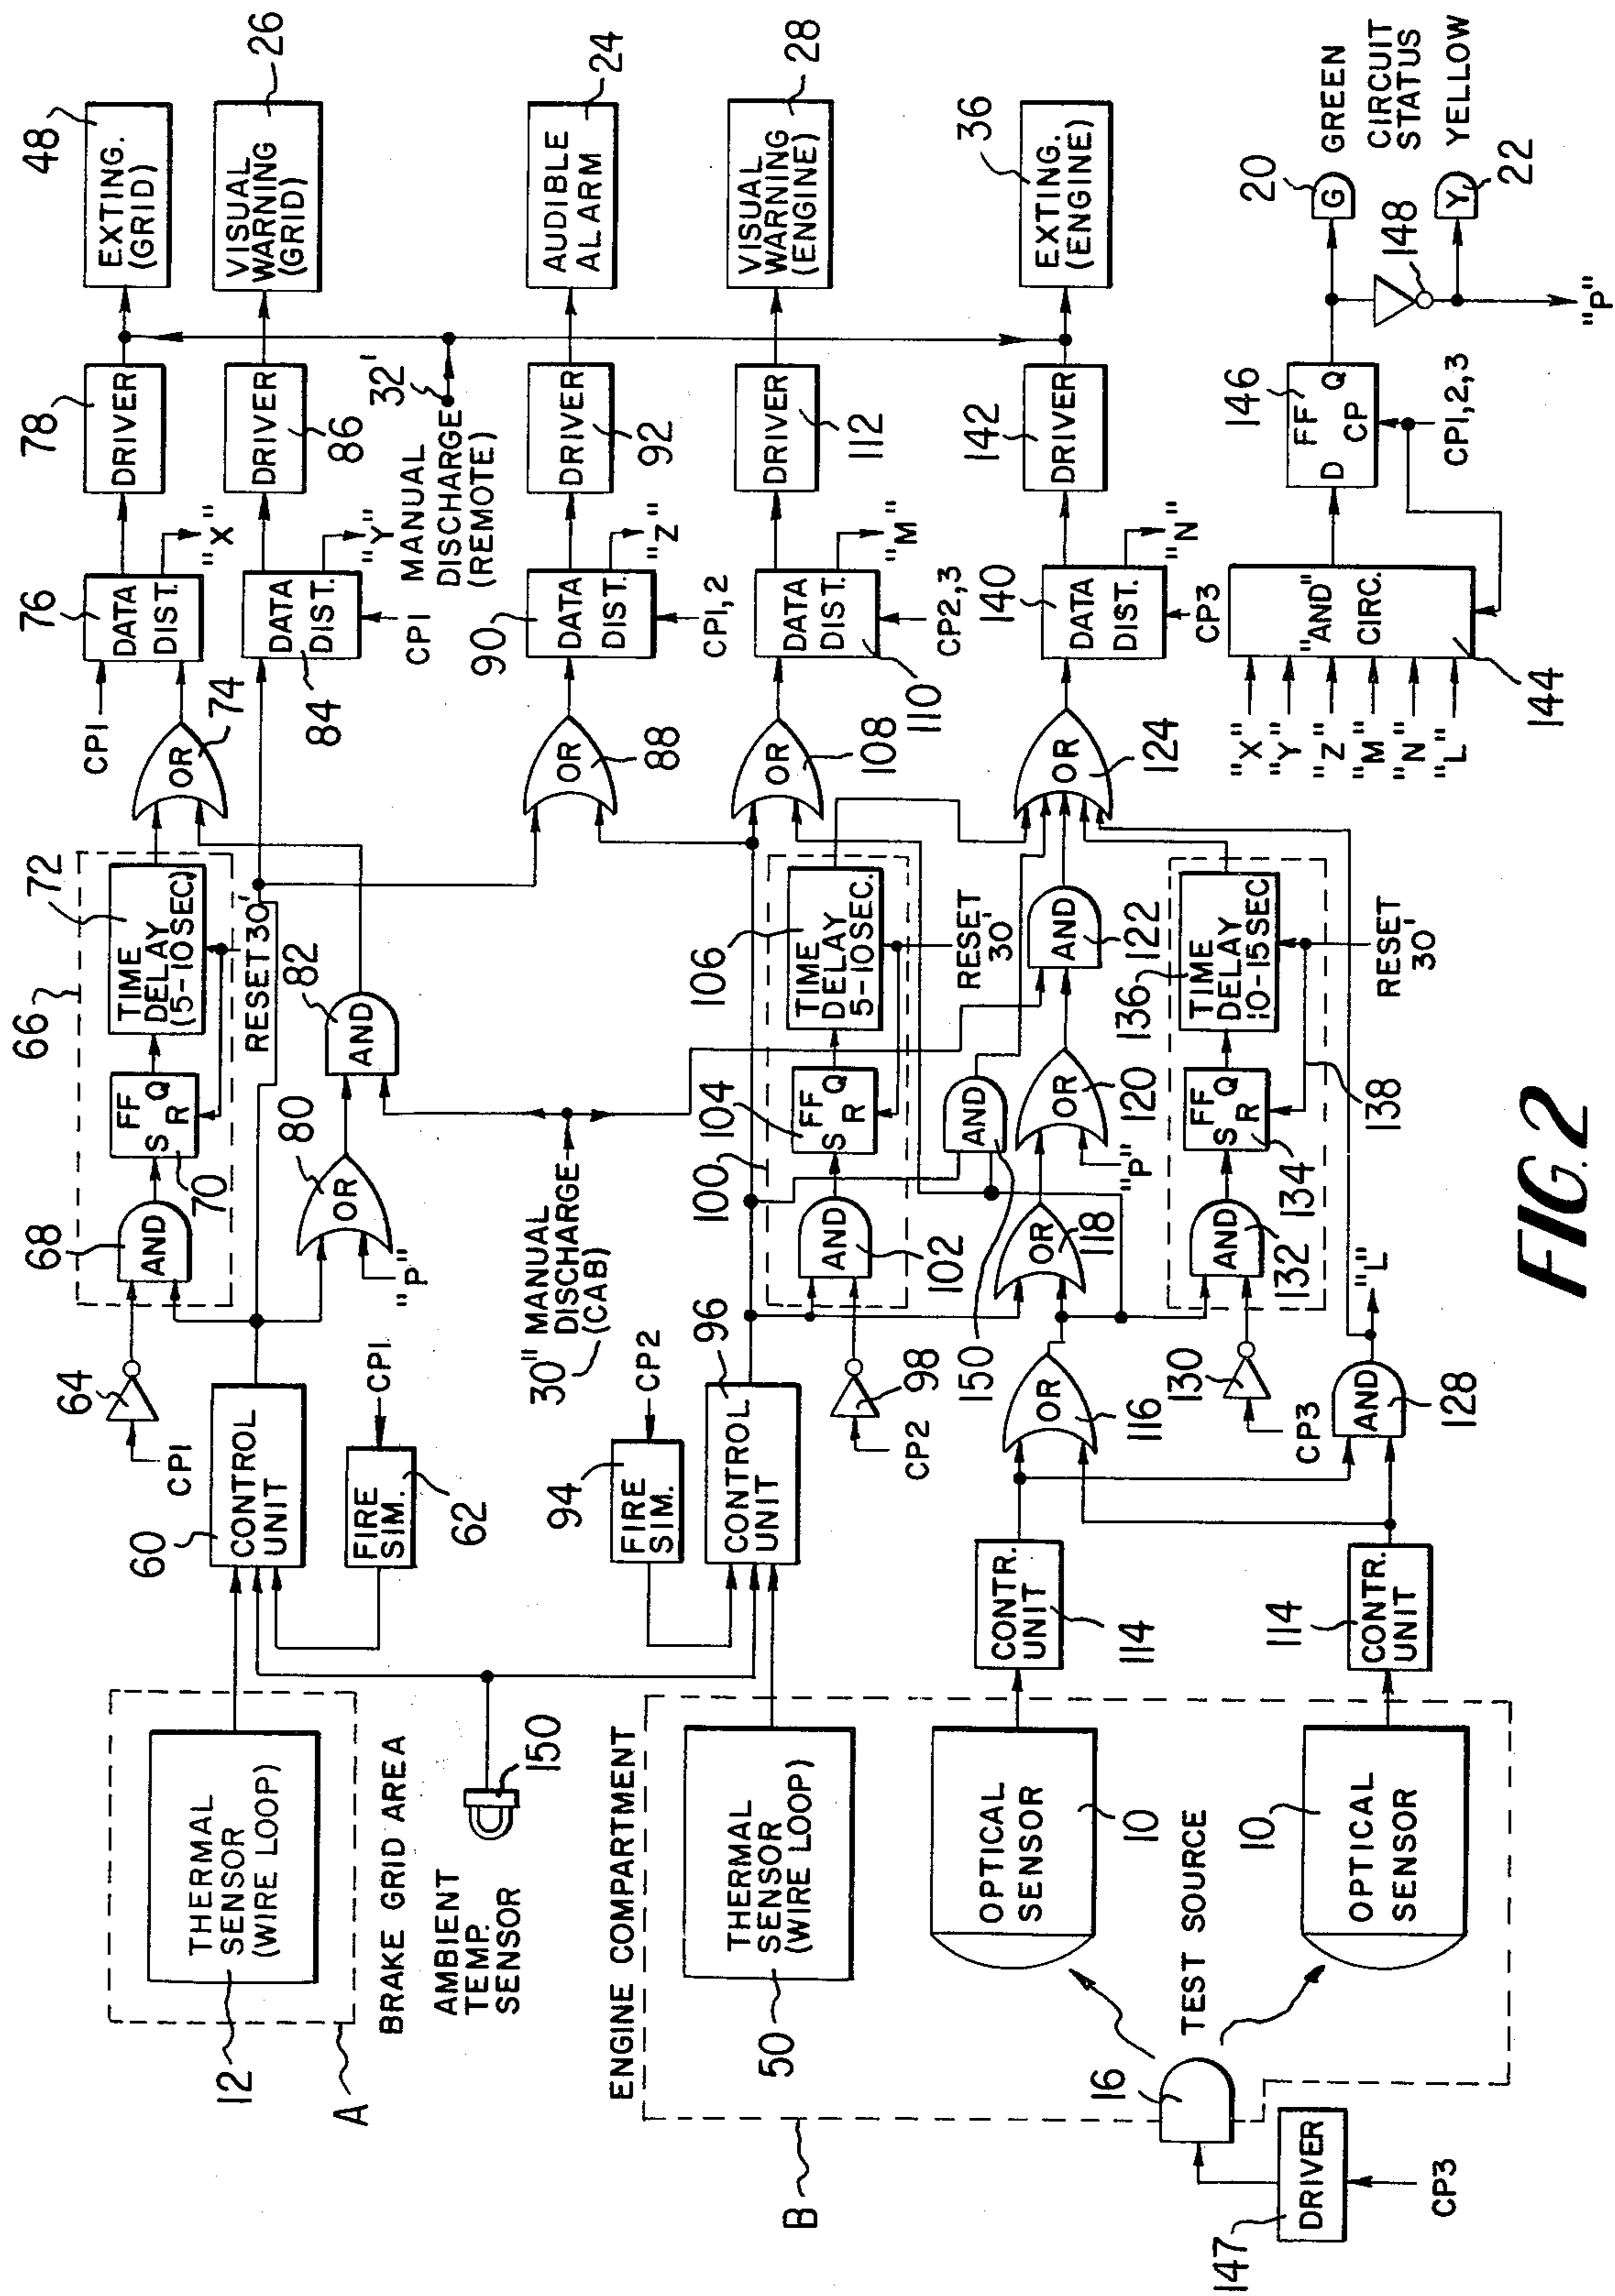 48
EXTING.
(GRID)
26
VISUAL
WARNING
(GRID)
24
AUDIBLE
ALARM
28
VISUAL
WARNING
(ENGINE)
36
EXTING.
(ENGINE)
20
G
GREEN
CIRCUIT
STATUS
YELLOW
Y
22
148
"P"
78
DRIVER
DRIVER
86
32'
MANUAL
DISCHARGE
(REMOTE)
DRIVER
92
DRIVER
112
142
DRIVER
146
FF
D Q
CP
CP1,2,3
76
DATA
DIST.
"X"
CP1
84
DATA
DIST.
"Y"
CP1
90
DATA
DIST.
"Z"
CP1,2
DATA
DIST.
"M"
110
CP2,3
140
DATA
DIST.
"N"
CP3
"AND"
CIRC.
144
"X"
"Y"
"Z"
"M"
"N"
"L"
OR
74
OR
88
OR
108
OR
124
66
72
TIME
DELAY
(5-10SEC)
RESET 30'
70
FF
S Q
R
68
AND
64
CP1
82
AND
80
OR
"P"
30" MANUAL
DISCHARGE
(CAB)
106
TIME
DELAY
5-10SEC.
RESET
30'
104
FF
S Q
R
100
AND
102
98
CP2
AND
150
AND
122
OR
120
"P"
OR
118
136
TIME
DELAY
10-15SEC
RESET
30'
138
FF
S Q
R
134
AND
132
130
CP3
"L"
AND
128
OR
116
60
CONTROL
UNIT
FIRE
SIM.
62
CP1
94
FIRE
SIM.
CP2
96
CONTROL
UNIT
CONTR.
UNIT
114
CONTR.
UNIT
114
THERMAL
SENSOR
(WIRE LOOP)
12
A
BRAKE GRID AREA
AMBIENT
TEMP.
SENSOR
150
ENGINE COMPARTMENT
THERMAL
SENSOR
(WIRE LOOP)
50
B
OPTICAL
SENSOR
10
TEST SOURCE
OPTICAL
SENSOR
10
16
DRIVER
147
CP3
FIG. 2